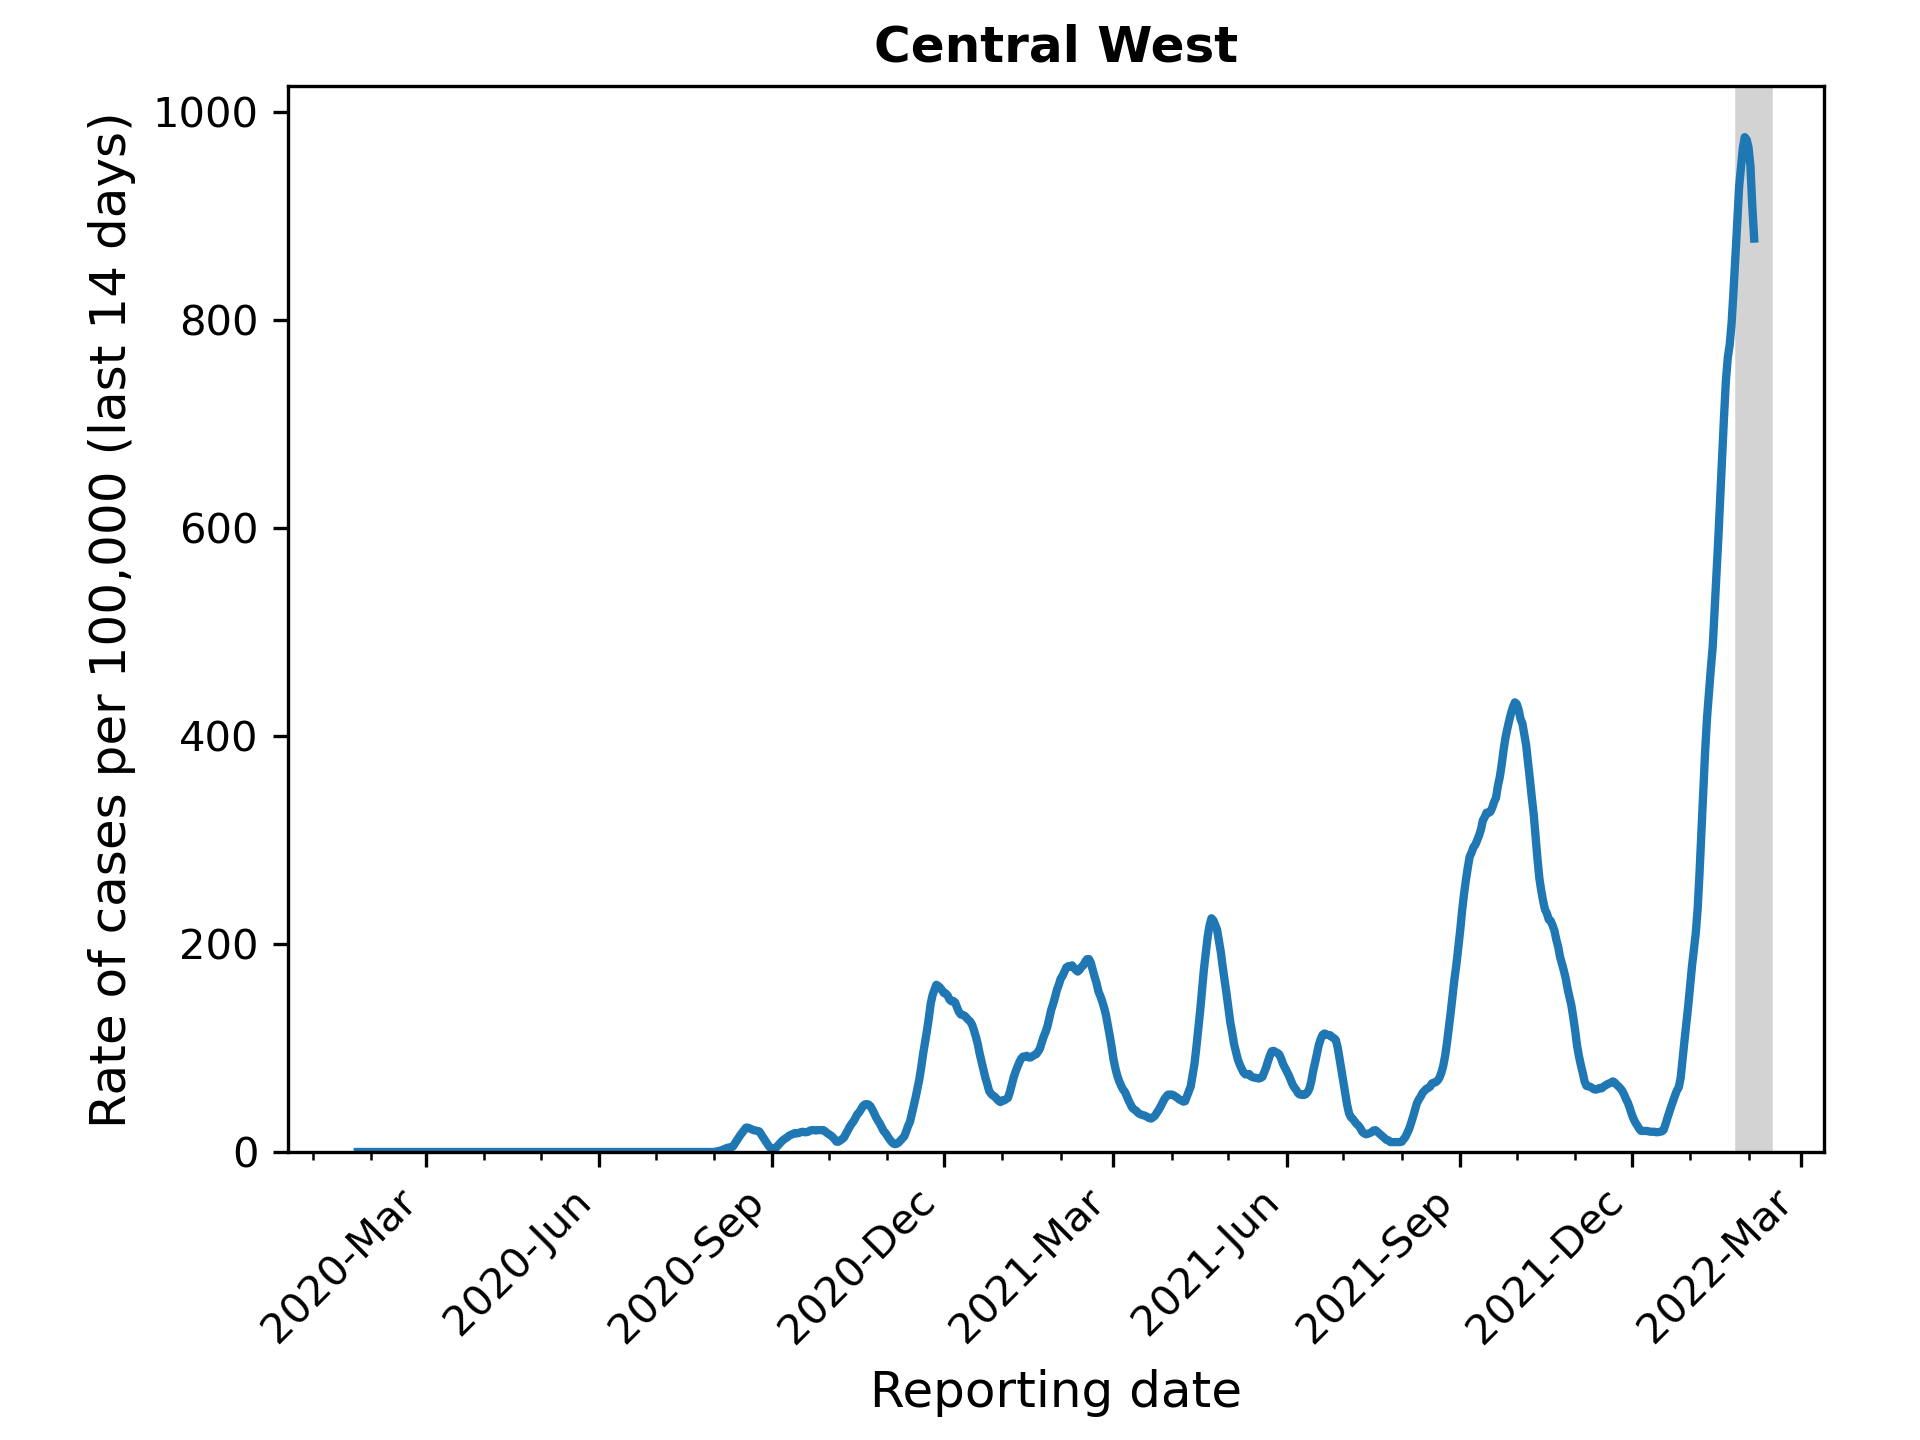 Central West
Rate of cases per 100,000 (last 14 days)
1000
800
600
400
200
0
2020-Mar
2020-Jun
2020-Sep
2020-Dec
2021-Mar
2021-Jun
2021-Sep
2021-Dec
2022-Mar
Reporting date